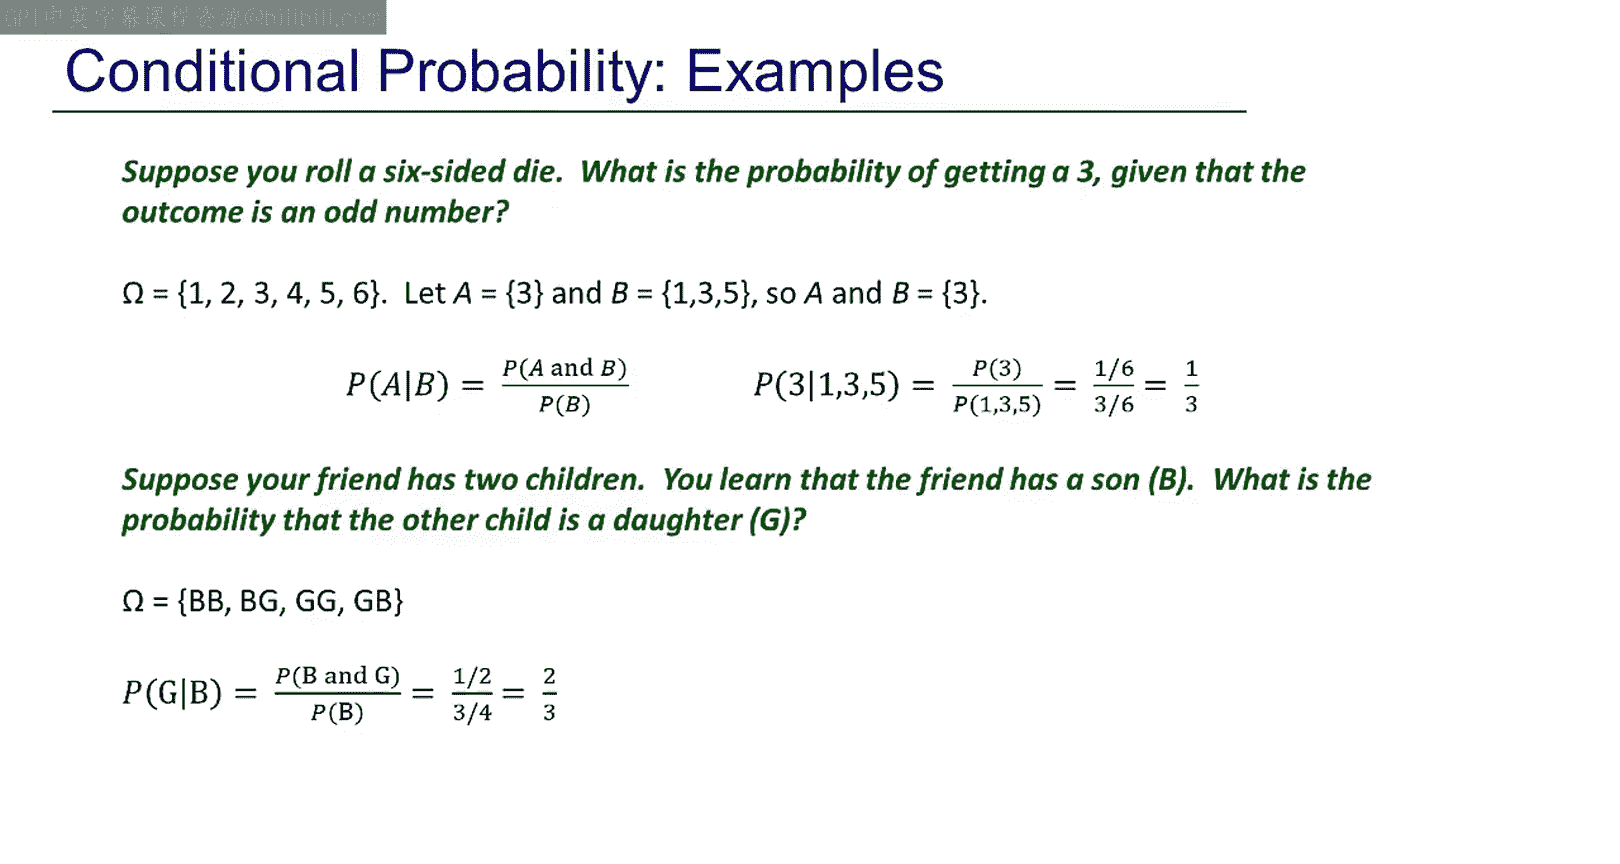 Conditional Probability: Examples
Suppose you roll a six-sided die. What is the probability of getting a 3, given that the
outcome is an odd number?
Ω = {1, 2, 3, 4, 5, 6}. Let A = {3} and B = {1,3,5}, so A and B = {3}.
P(A|B) = P(A and B) / P(B)   P(3|1,3,5) = P(3) / P(1,3,5) = 1/6 / 3/6 = 1/3
Suppose your friend has two children. You learn that the friend has a son (B). What is the
probability that the other child is a daughter (G)?
Ω = {BB, BG, GG, GB}
P(G|B) = P(B and G) / P(B) = 1/2 / 3/4 = 2/3